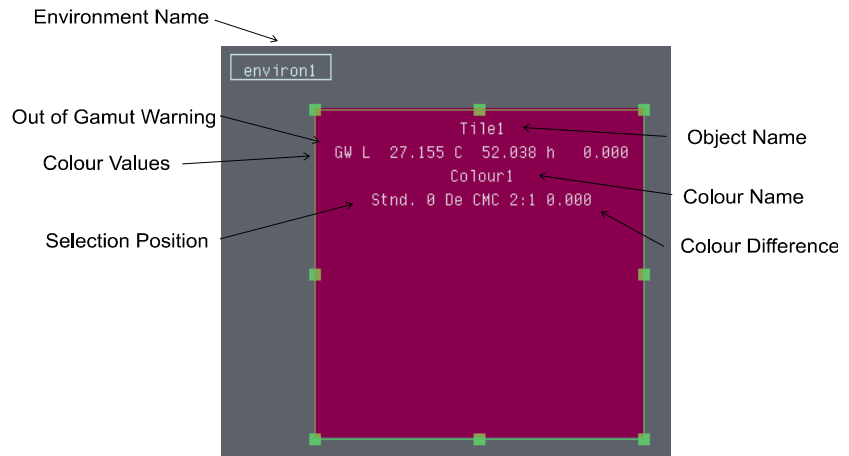 Environment Name
environ1
Out of Gamut Warning
Tile1
Object Name
GW L 27.155 C 52.038 h 0.000
Colour Values
Colour1
Colour Name
Stnd. 0 De CMC 2:1 0.000
Selection Position
Colour Difference